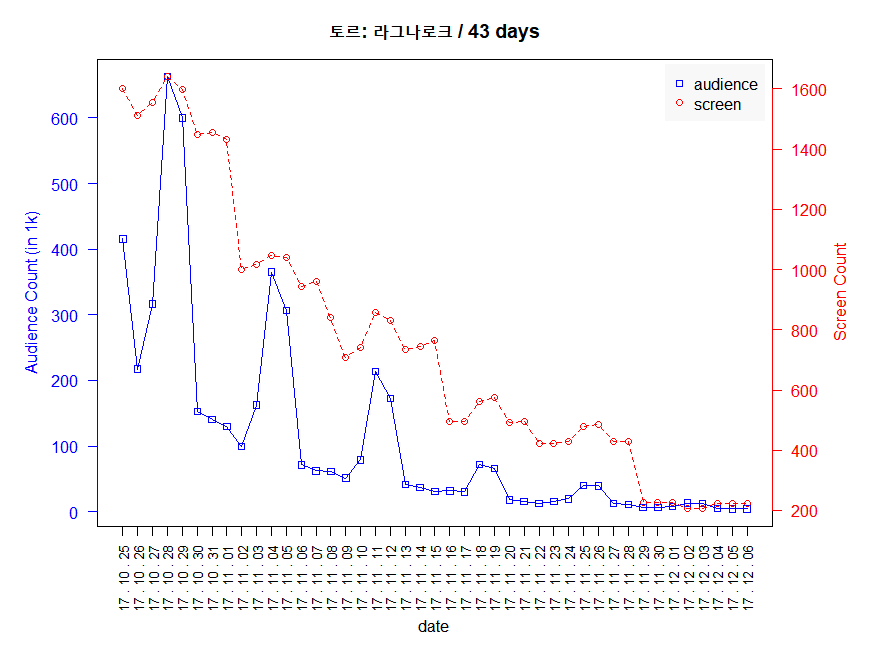 토르: 라그나로크 / 43 days
audience
screen
Audience Count (in 1k)
600
500
400
300
200
100
0
1600
1400
1200
1000
800
600
400
200
Screen Count
17 . 10 . 25
17 . 10 . 26
17 . 10 . 27
17 . 10 . 28
17 . 10 . 29
17 . 10 . 30
17 . 10 . 31
17 . 11 . 01
17 . 11 . 02
17 . 11 . 03
17 . 11 . 04
17 . 11 . 05
17 . 11 . 06
17 . 11 . 07
17 . 11 . 08
17 . 11 . 09
17 . 11 . 10
17 . 11 . 11
17 . 11 . 12
17 . 11 . 13
17 . 11 . 14
17 . 11 . 15
17 . 11 . 16
17 . 11 . 17
17 . 11 . 18
17 . 11 . 19
17 . 11 . 20
17 . 11 . 21
17 . 11 . 22
17 . 11 . 23
17 . 11 . 24
17 . 11 . 25
17 . 11 . 26
17 . 11 . 27
17 . 11 . 28
17 . 11 . 29
17 . 11 . 30
17 . 12 . 01
17 . 12 . 02
17 . 12 . 03
17 . 12 . 04
17 . 12 . 05
17 . 12 . 06
date